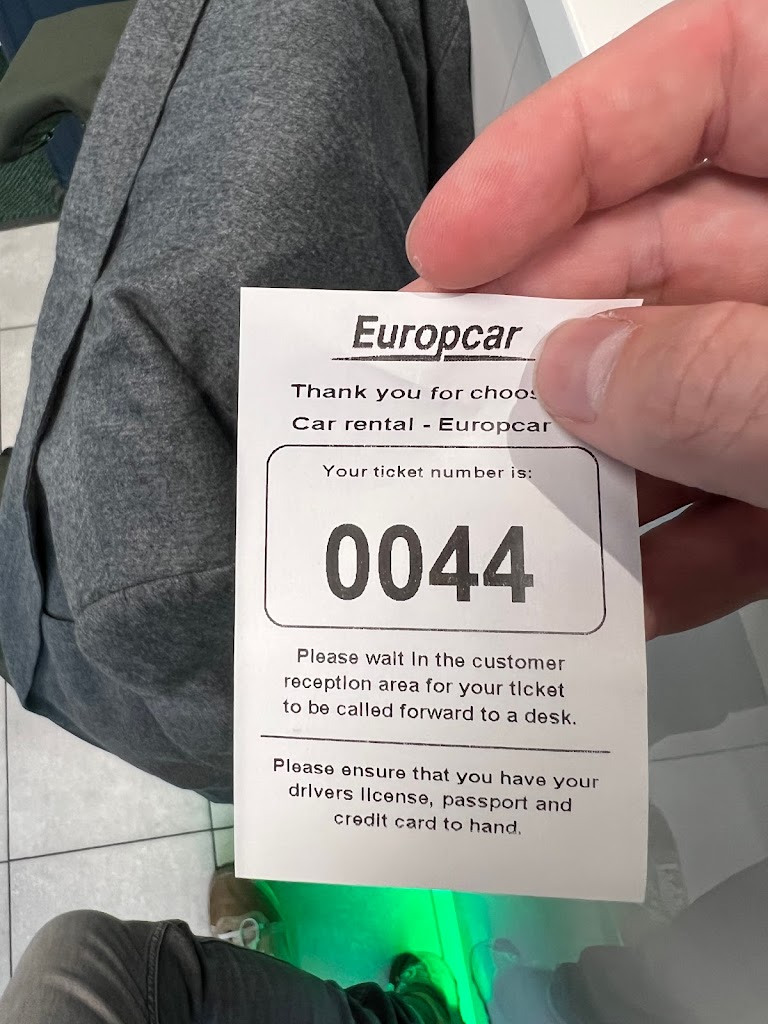 Europcar
Thank you for
Car rental - Europcar
Your ticket number is:
0044
Please wait in the customer
reception area for your ticket
to be called forward to a desk.
Please ensure that you have your
drivers license, passport and
credit card to hand.